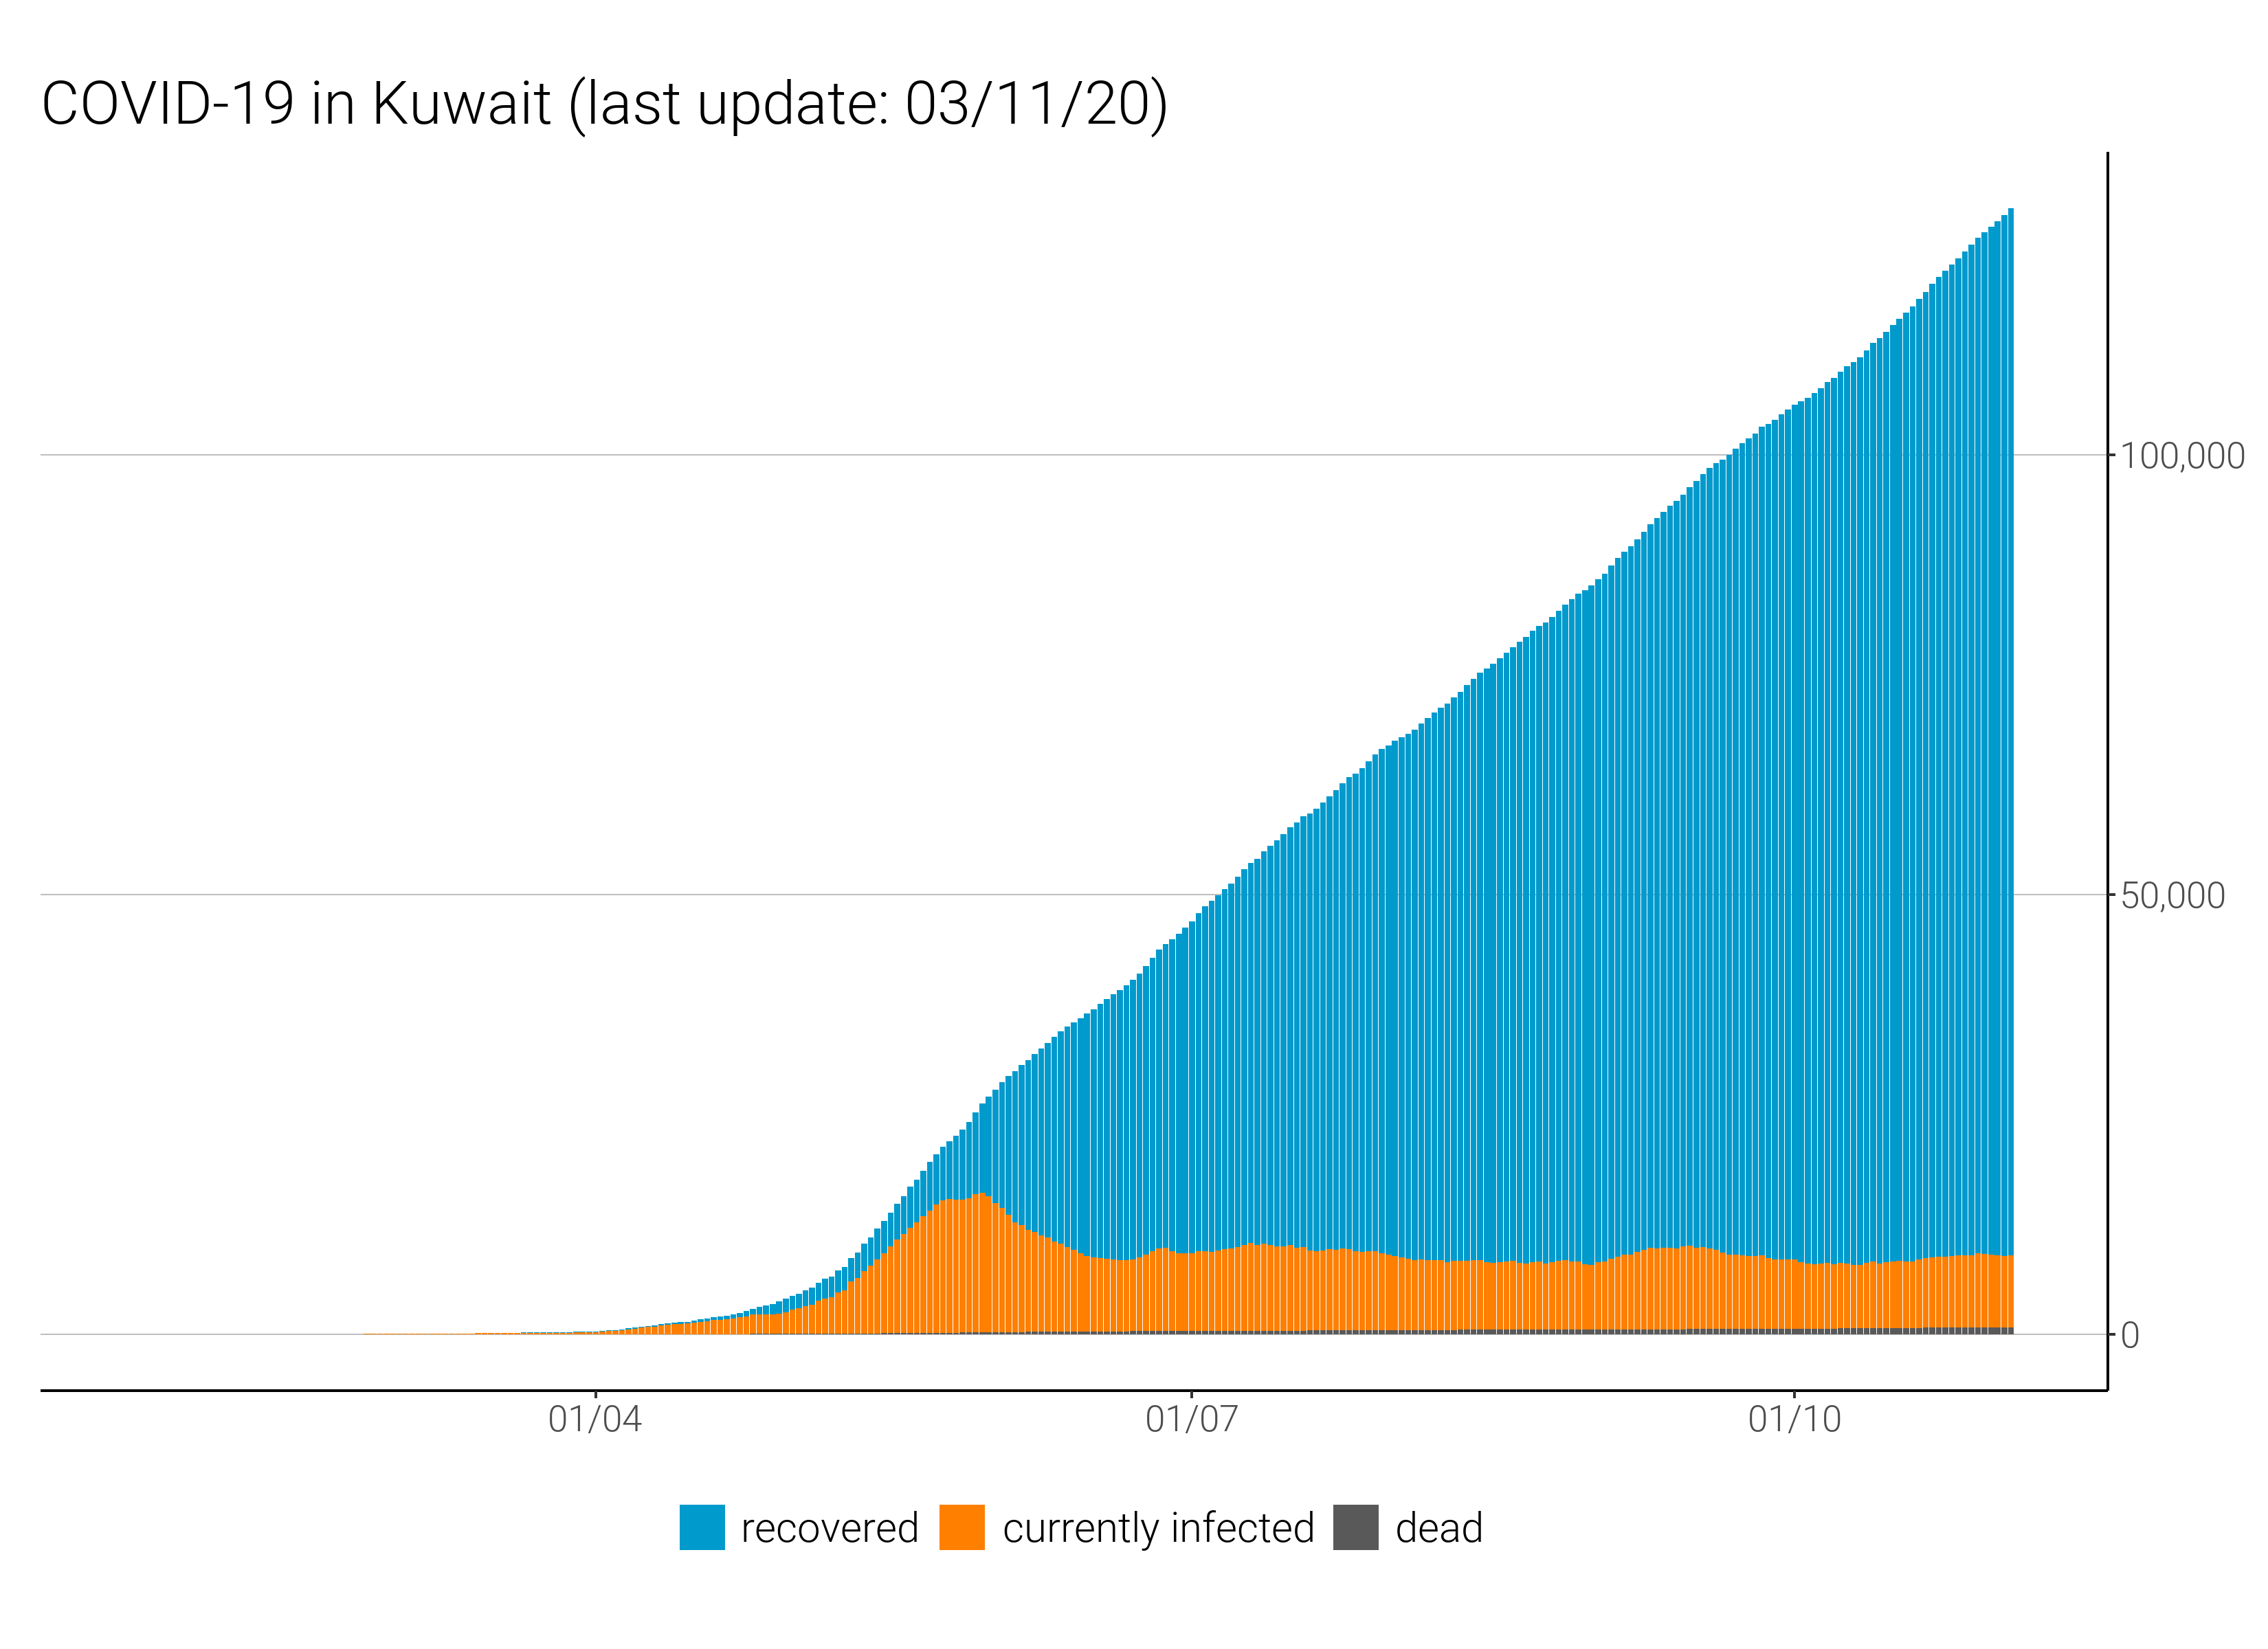 COVID-19 in Kuwait (last update: 03/11/20)
100,000
50,000
0
01/04 01/07 01/10
recovered currently infected dead